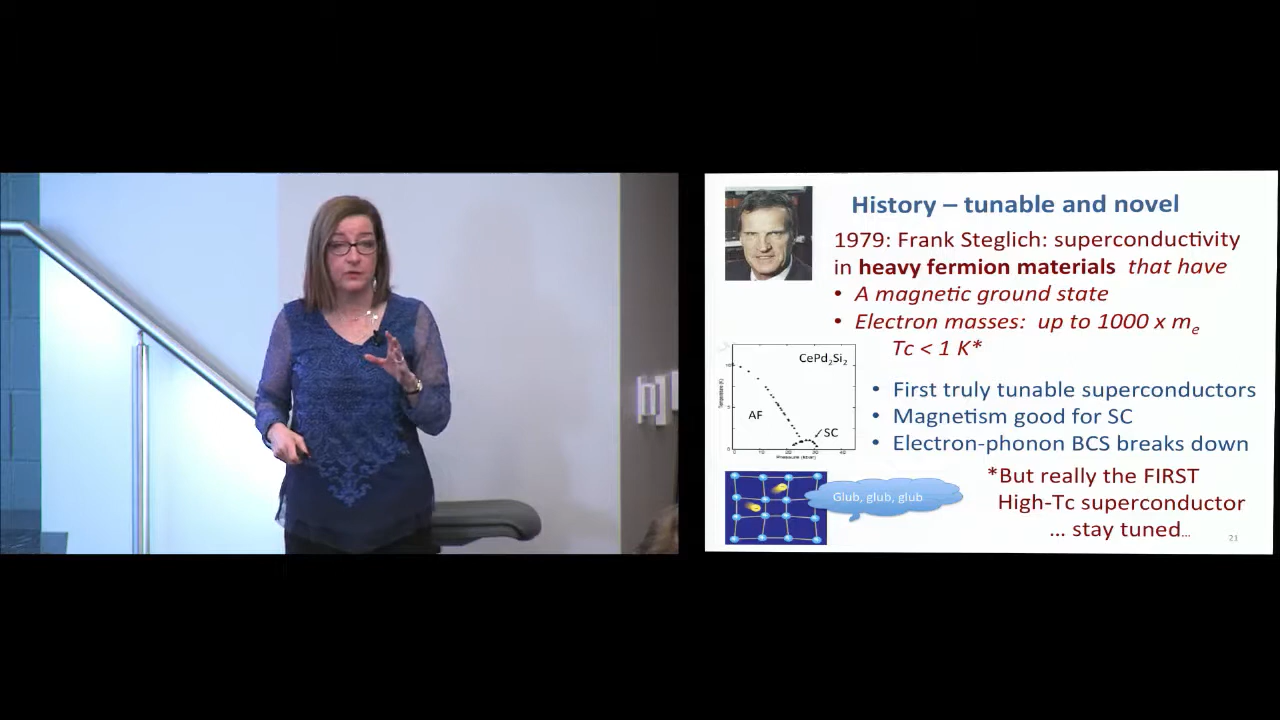 History – tunable and novel
1979: Frank Steglich: superconductivity
in heavy fermion materials that have
• A magnetic ground state
• Electron masses: up to 1000 x mₑ
Tc < 1 K*
CePd₂Si₂
AF
SC
Pressure (kbar)
• First truly tunable superconductors
• Magnetism good for SC
• Electron-phonon BCS breaks down
Glub, glub, glub
*But really the FIRST
High-Tc superconductor
... stay tuned...
21